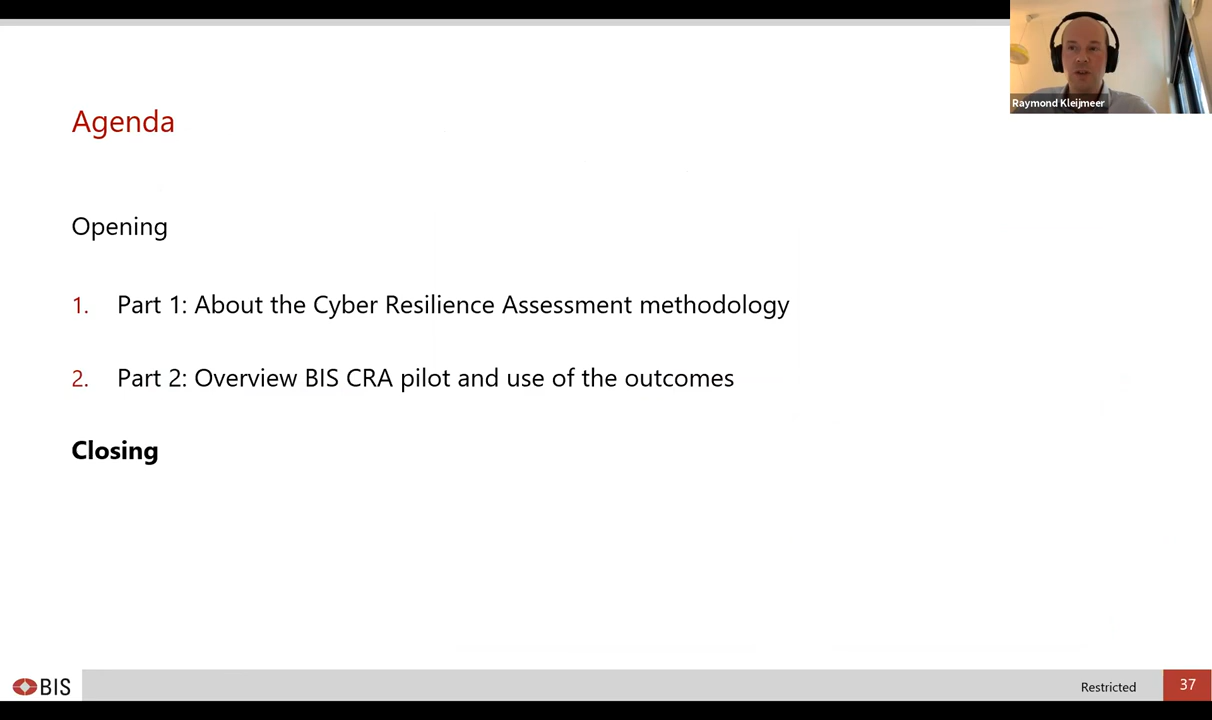 Raymond Kleijmeer
Agenda
Opening
1. Part 1: About the Cyber Resilience Assessment methodology
2. Part 2: Overview BIS CRA pilot and use of the outcomes
Closing
BIS
Restricted
37